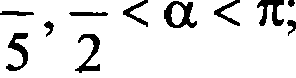 ‾5, ‾2 < α < π;